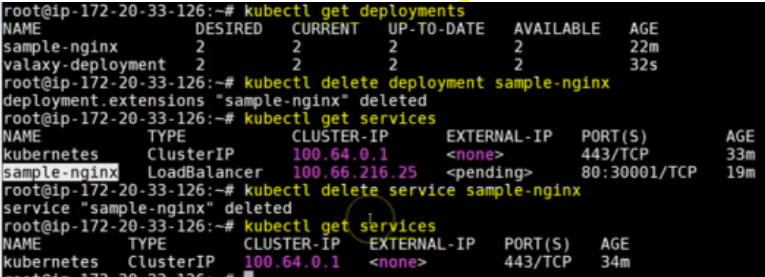 root@ip-172-20-33-126:~# kubectl get deployments
NAME DESIRED CURRENT UP-TO-DATE AVAILABLE AGE
sample-nginx 2 2 2 2 22m
valaxy-deployment 2 2 2 2 32s
root@ip-172-20-33-126:~# kubectl delete deployment sample-nginx
deployment.extensions "sample-nginx" deleted
root@ip-172-20-33-126:~# kubectl get services
NAME TYPE CLUSTER-IP EXTERNAL-IP PORT(S) AGE
kubernetes ClusterIP 100.64.0.1 <none> 443/TCP 33m
sample-nginx LoadBalancer 100.66.216.25 <pending> 80:30001/TCP 19m
root@ip-172-20-33-126:~# kubectl delete service sample-nginx
service "sample-nginx" deleted
root@ip-172-20-33-126:~# kubectl get services
NAME TYPE CLUSTER-IP EXTERNAL-IP PORT(S) AGE
kubernetes ClusterIP 100.64.0.1 <none> 443/TCP 34m